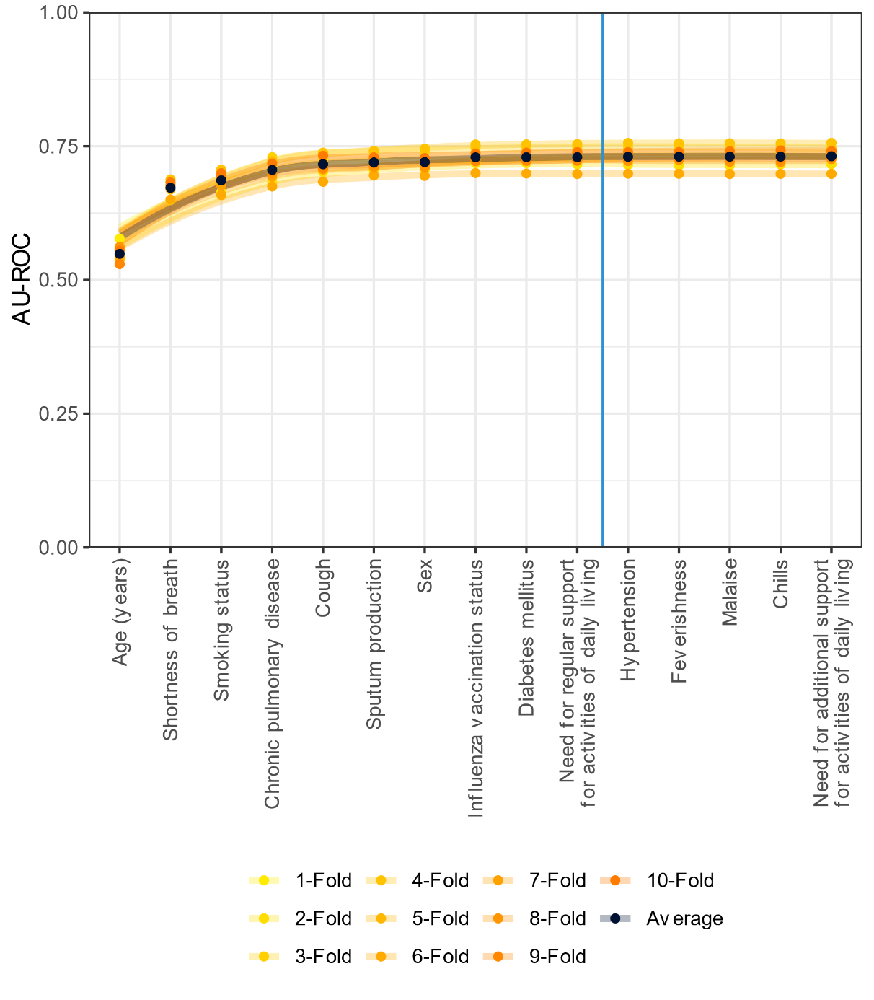 1.00
0.75
0.50
0.25
0.00
AU-ROC
Age (years)
Shortness of breath
Smoking status
Chronic pulmonary disease
Cough
Sputum production
Sex
Influenza vaccination status
Diabetes mellitus
Need for regular support
for activities of daily living
Hypertension
Feverishness
Malaise
Chills
Need for additional support
for activities of daily living
1-Fold
4-Fold
7-Fold
10-Fold
2-Fold
5-Fold
8-Fold
Average
3-Fold
6-Fold
9-Fold